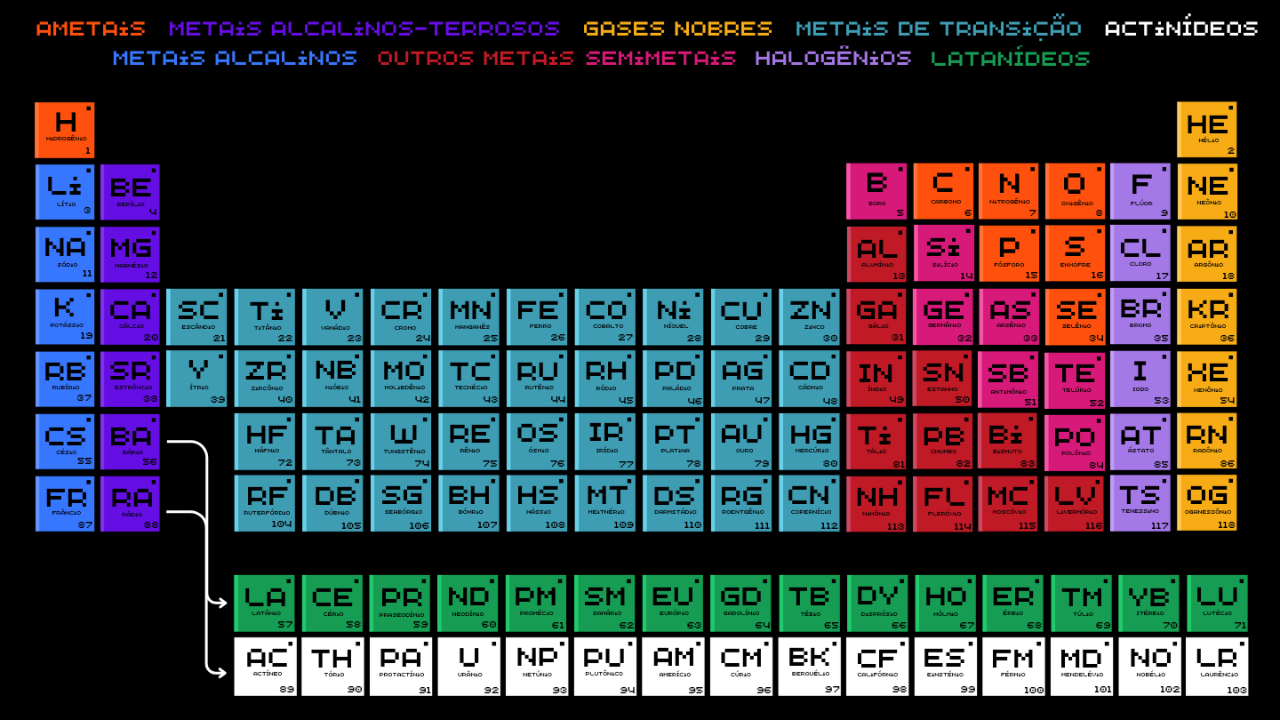 AMETAIS METAIS ALCALINOS-TERROSOS GASES NOBRES METAIS DE TRANSIÇÃO ACTINÍDEOS
METAIS ALCALINOS OUTROS METAIS SEMIMETAIS HALOGÊNIOS LATANÍDEOS
H HE
HIDROGÊNIO HÉLIO
1 2
LI BE B C N O F NE
LÍTIO BERÍLIO BORO CARBONO NITROGÊNIO OXIGÊNIO FLÚOR NEÔNIO
3 4 5 6 7 8 9 10
NA MG AL SI P S CL AR
SÓDIO MAGNÉSIO ALUMÍNIO SILÍCIO FÓSFORO ENXOFRE CLORO ARGÔNIO
11 12 13 14 15 16 17 18
K CA SC TI V CR MN FE CO NI CU ZN GA GE AS SE BR KR
POTÁSSIO CÁLCIO ESCÂNDIO TITÂNIO VANÁDIO CROMO MANGANÊS FERRO COBALTO NÍQUEL COBRE ZINCO GÁLIO GERMÂNIO ARSÊNIO SELÊNIO BROMO CRIPTÔNIO
19 20 21 22 23 24 25 26 27 28 29 30 31 32 33 34 35 36
RB SR Y ZR NB MO TC RU RH PD AG CD IN SN SB TE I XE
RUBÍDIO ESTRÔNCIO ÍTRIO ZIRCÔNIO NIÓBIO MOLIBDÊNIO TECNÉCIO RUTÊNIO RÓDIO PALÁDIO PRATA CÁDMIO ÍNDIO ESTANHO ANTIMÔNIO TELÚRIO IODO XENÔNIO
37 38 39 40 41 42 43 44 45 46 47 48 49 50 51 52 53 54
CS BA HF TA W RE OS IR PT AU HG TI PB BI PO AT RN
CÉSIO BÁRIO HÁFNIO TÂNTALO TUNGSTÊNIO RÊNIO ÓSMIO IRÍDIO PLATINA OURO MERCÚRIO TÁLIO CHUMBO BISMUTO POLÔNIO ÁSTATO RADÔNIO
55 56 72 73 74 75 76 77 78 79 80 81 82 83 84 85 86
FR RA RF DB SG BH HS MT DS RG CN NH FL MC LV TS OG
FRÂNCIO RÁDIO RUTERFÓRDIO DÚBNIO SEABÓRGIO BÓHRIO HÁSSIO MEITNÉRIO DARMSTÁDIO ROENTGÊNIO COPERNÍCIO NIHÔNIO FLERÓVIO MOSCÓVIO LIVERMÓRIO TENESSINO OGANESSÔNIO
87 88 104 105 106 107 108 109 110 111 112 113 114 115 116 117 118
LA CE PR ND PM SM EU GD TB DY HO ER TM YB LU
LATÂNIO CÉRIO PRASEODÍMIO NEODÍMIO PROMÉCIO SAMÁRIO EURÓPIO GADOLÍNIO TÉBIO DISPRÓSIO HÓLMIO ÉRBIO TÚLIO ITÉRBIO LUTÉCIO
57 58 59 60 61 62 63 64 65 66 67 68 69 70 71
AC TH PA U NP PU AM CM BK CF ES FM MD NO LR
ACTÍNEO TÓRIO PROTACTÍNIO URÂNIO NETÚNIO PLUTÔNICO AMERÍCIO CÚRIO BERQUÉLIO CALIFÓRNIO EINSTÊNIO FÉRMIO MENDELÉVIO NOBÉLIO LAURÊNCIO
89 90 91 92 93 94 95 96 97 98 99 100 101 102 103